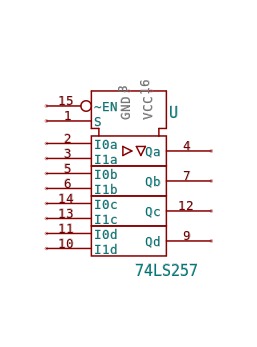 GND 8
VCC 16
15 ~EN
U
1 S
2 I0a
Qa 4
3 I1a
5 I0b
Qb 7
6 I1b
14 I0c
Qc 12
13 I1c
11 I0d
Qd 9
10 I1d
74LS257